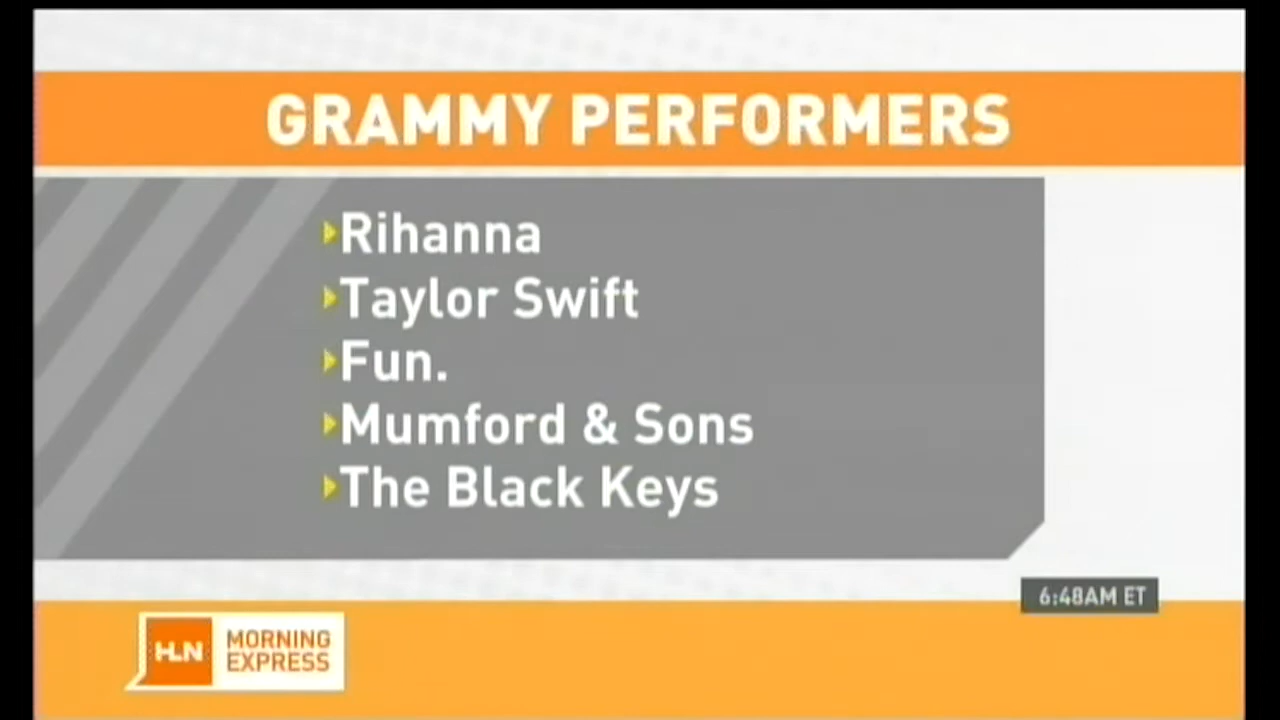 GRAMMY PERFORMERS
Rihanna
Taylor Swift
Fun.
Mumford & Sons
The Black Keys
6:48AM ET
HLN
MORNING
EXPRESS